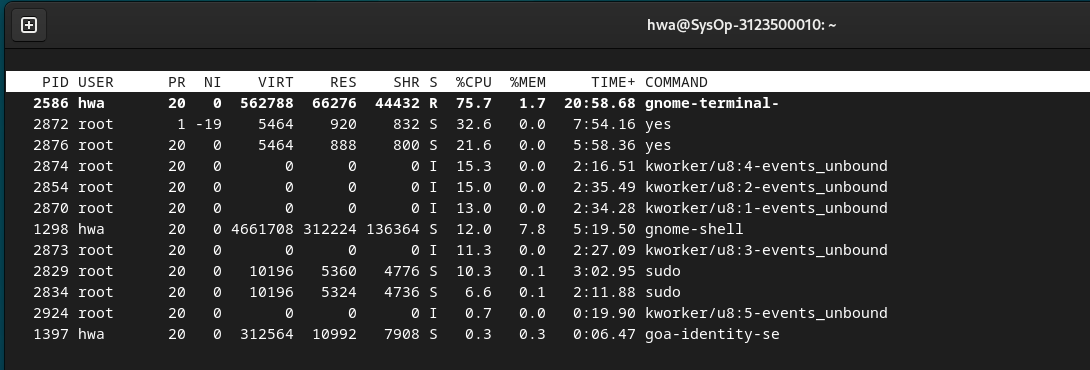 hwa@SysOp-3123500010: ~
PID USER PR NI VIRT RES SHR S %CPU %MEM TIME+ COMMAND
2586 hwa 20 0 562788 66276 44432 R 75.7 1.7 20:58.68 gnome-terminal-
2872 root 1 -19 5464 920 832 S 32.6 0.0 7:54.16 yes
2876 root 20 0 5464 888 800 S 21.6 0.0 5:58.36 yes
2874 root 20 0 0 0 0 I 15.3 0.0 2:16.51 kworker/u8:4-events_unbound
2854 root 20 0 0 0 0 I 15.0 0.0 2:35.49 kworker/u8:2-events_unbound
2870 root 20 0 0 0 0 I 13.0 0.0 2:34.28 kworker/u8:1-events_unbound
1298 hwa 20 0 4661708 312224 136364 S 12.0 7.8 5:19.50 gnome-shell
2873 root 20 0 0 0 0 I 11.3 0.0 2:27.09 kworker/u8:3-events_unbound
2829 root 20 0 10196 5360 4776 S 10.3 0.1 3:02.95 sudo
2834 root 20 0 10196 5324 4736 S 6.6 0.1 2:11.88 sudo
2924 root 20 0 0 0 0 I 0.7 0.0 0:19.90 kworker/u8:5-events_unbound
1397 hwa 20 0 312564 10992 7908 S 0.3 0.3 0:06.47 goa-identity-se